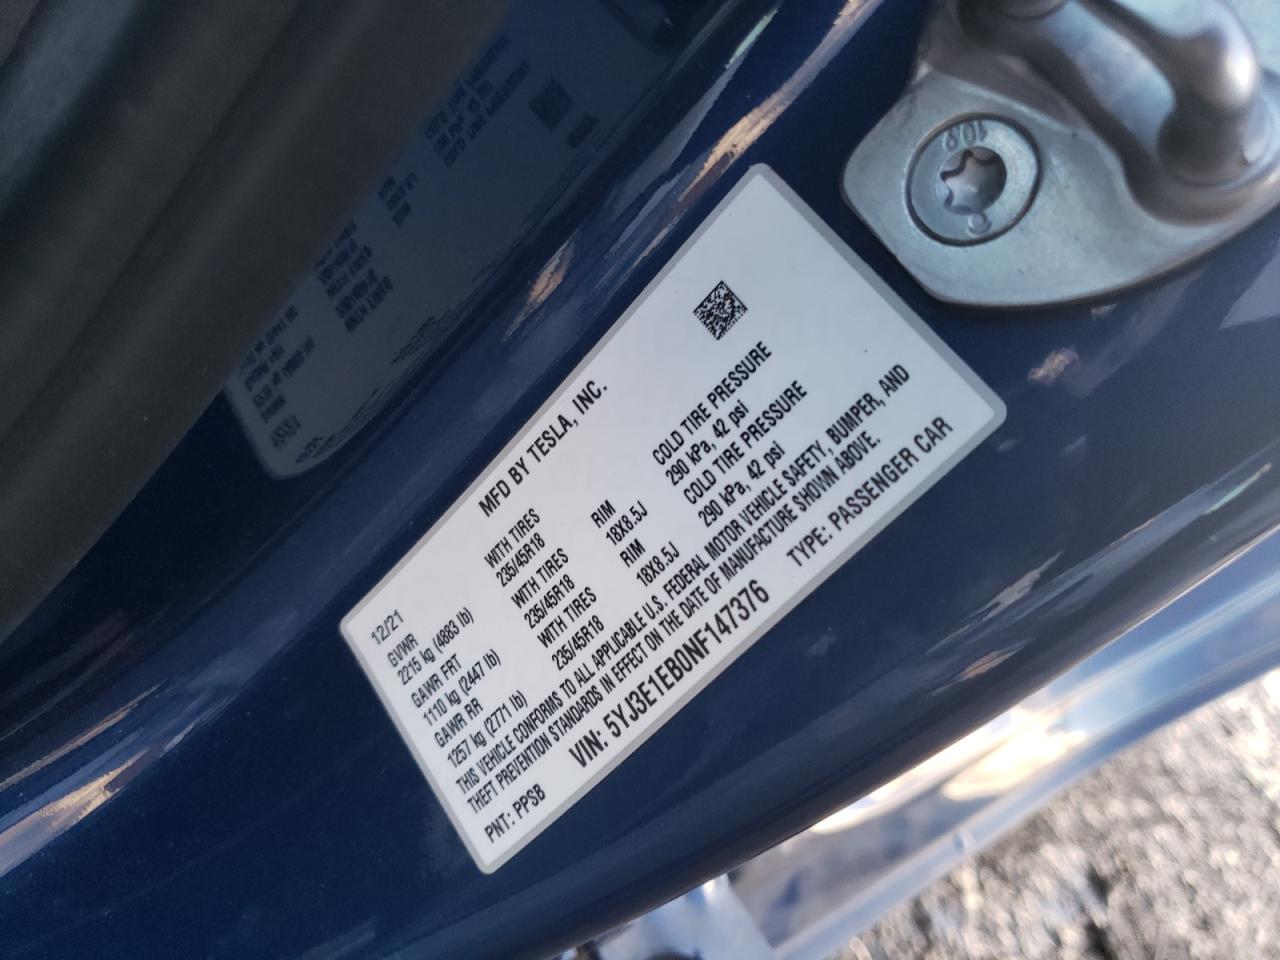 10.9
MFD BY TESLA, INC.
12/21
GVWR WITH TIRES RIM COLD TIRE PRESSURE
2215 kg (4883 lb) 235/45R18 18X8.5J 290 kPa, 42 psi
GAWR FRT WITH TIRES RIM COLD TIRE PRESSURE
1110 kg (2447 lb) 235/45R18 18X8.5J 290 kPa, 42 psi
GAWR RR WITH TIRES
1257 kg (2771 lb) 235/45R18
THIS VEHICLE CONFORMS TO ALL APPLICABLE U.S. FEDERAL MOTOR VEHICLE SAFETY, BUMPER, AND
THEFT PREVENTION STANDARDS IN EFFECT ON THE DATE OF MANUFACTURE SHOWN ABOVE.
VIN: 5YJ3E1EB0NF147376 TYPE: PASSENGER CAR
PNT: PPSB